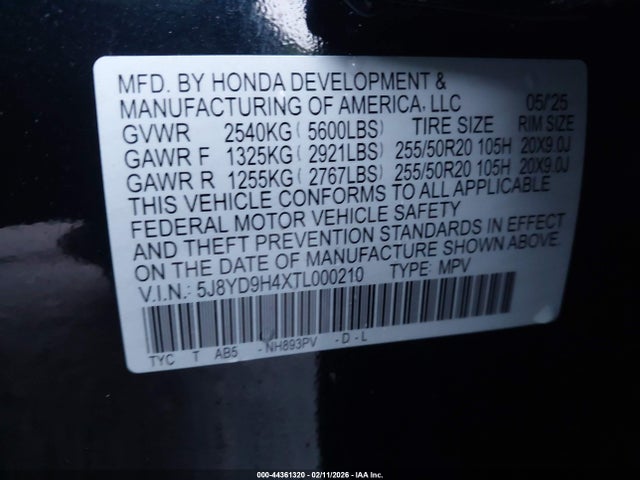 MFD. BY HONDA DEVELOPMENT &
MANUFACTURING OF AMERICA, LLC 05/'25
GVWR 2540KG ( 5600LBS) TIRE SIZE RIM SIZE
GAWR F 1325KG ( 2921LBS) 255/50R20 105H 20X9.0J
GAWR R 1255KG ( 2767LBS) 255/50R20 105H 20X9.0J
THIS VEHICLE CONFORMS TO ALL APPLICABLE
FEDERAL MOTOR VEHICLE SAFETY
AND THEFT PREVENTION STANDARDS IN EFFECT
ON THE DATE OF MANUFACTURE SHOWN ABOVE.
V.I.N.: 5J8YD9H4XTL000210 TYPE: MPV
TYC T AB5 - NH893PV - D - L
000-44361320 - 02/11/2026 - IAA Inc.